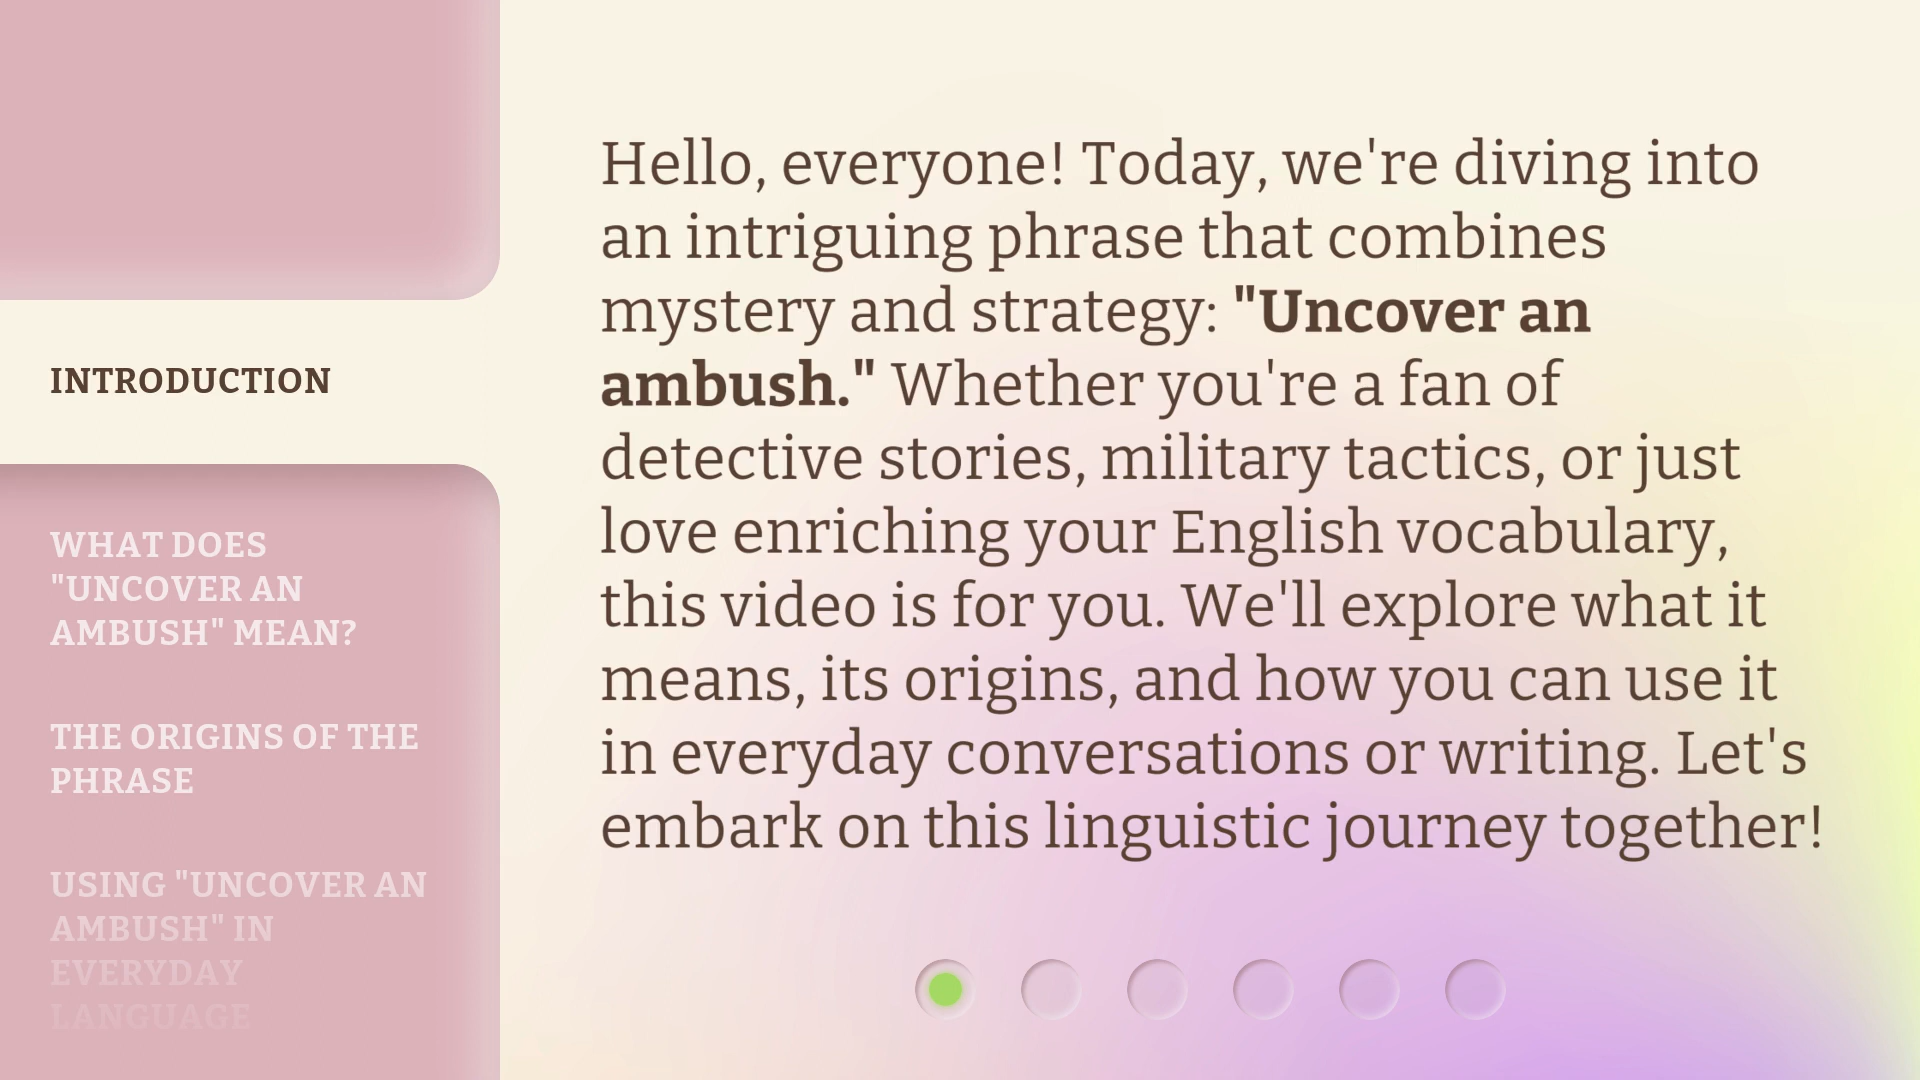 INTRODUCTION
WHAT DOES
"UNCOVER AN
AMBUSH" MEAN?
THE ORIGINS OF THE
PHRASE
USING "UNCOVER AN
AMBUSH" IN
EVERYDAY
LANGUAGE
Hello, everyone! Today, we're diving into
an intriguing phrase that combines
mystery and strategy: "Uncover an
ambush." Whether you're a fan of
detective stories, military tactics, or just
love enriching your English vocabulary,
this video is for you. We'll explore what it
means, its origins, and how you can use it
in everyday conversations or writing. Let's
embark on this linguistic journey together!